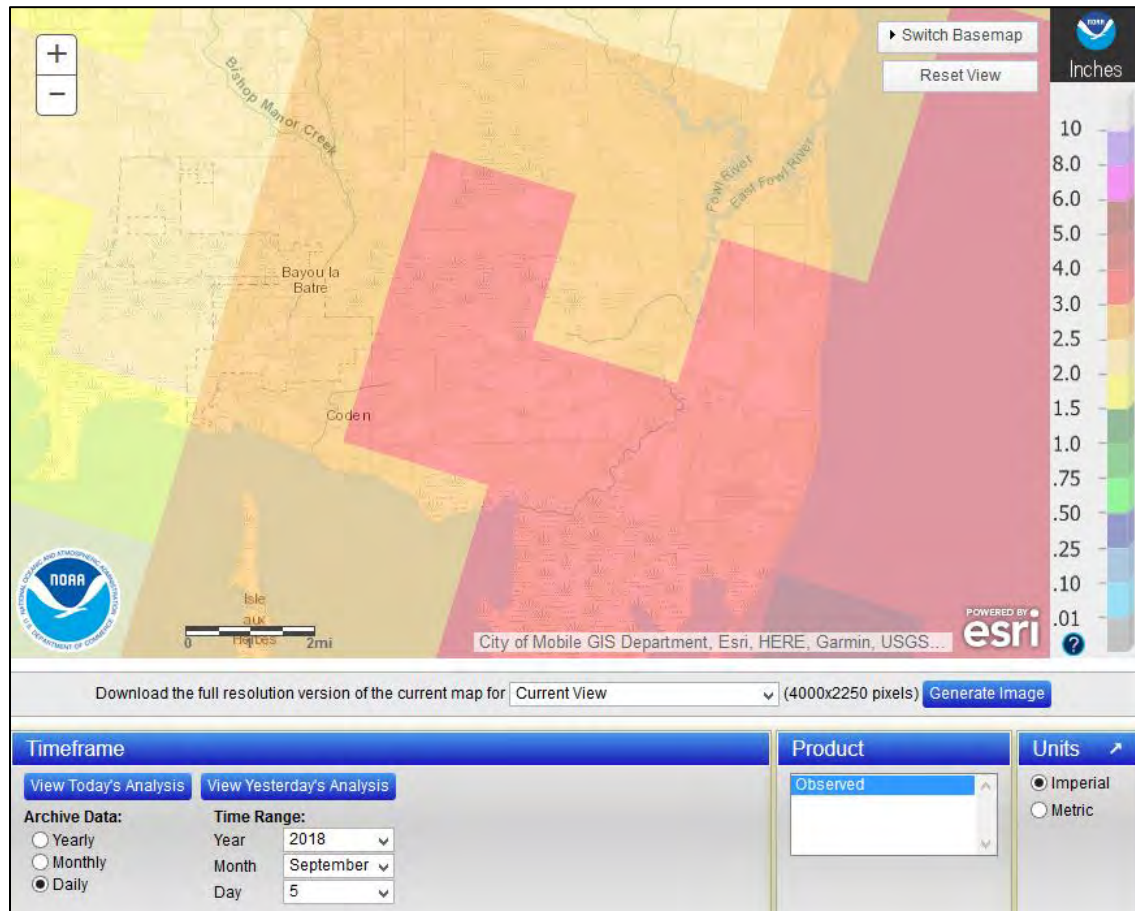 +
−
Switch Basemap
Reset View
NOAA
Inches
10
8.0
6.0
5.0
4.0
3.0
2.5
2.0
1.5
1.0
.75
.50
.25
.10
.01
?
Bishop Manor Creek
Fowl River
East Fowl River
Bayou la
Batre
Coden
Isle
aux
Herbes
0 1 2mi
NATIONAL OCEANIC AND ATMOSPHERIC ADMINISTRATION
NOAA
U.S. DEPARTMENT OF COMMERCE
City of Mobile GIS Department, Esri, HERE, Garmin, USGS...
POWERED BY
esri
Download the full resolution version of the current map for Current View (4000x2250 pixels) Generate Image
Timeframe
View Today's Analysis View Yesterday's Analysis
Archive Data: Time Range:
Yearly Year 2018
Monthly Month September
Daily Day 5
Product
Observed
Units
Imperial
Metric